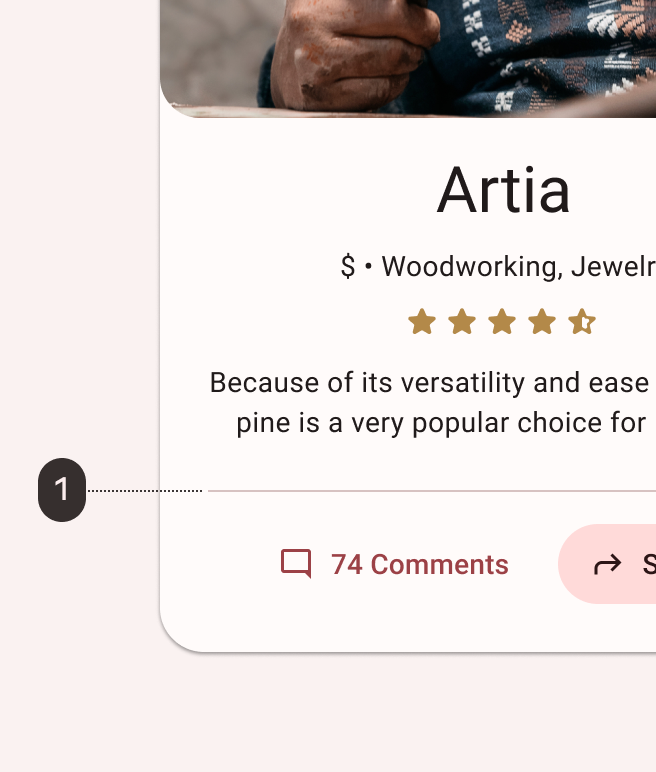 Artia
$ • Woodworking, Jewelr
Because of its versatility and ease
pine is a very popular choice for
1
74 Comments
S